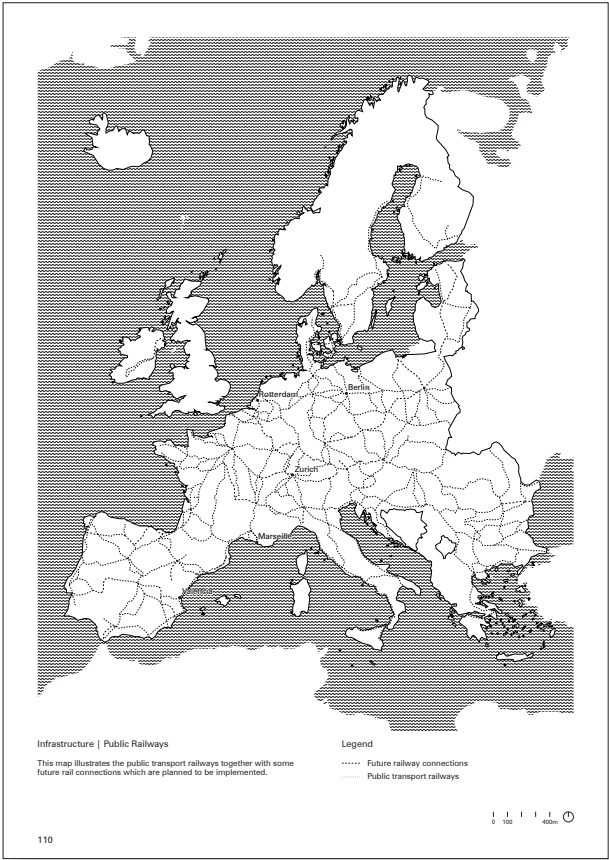 Berlin
Rotterdam
Zurich
Marseille
Valencia
Infrastructure | Public Railways
This map illustrates the public transport railways together with some
future rail connections which are planned to be implemented.
Legend
Future railway connections
Public transport railways
0 100 400m
110